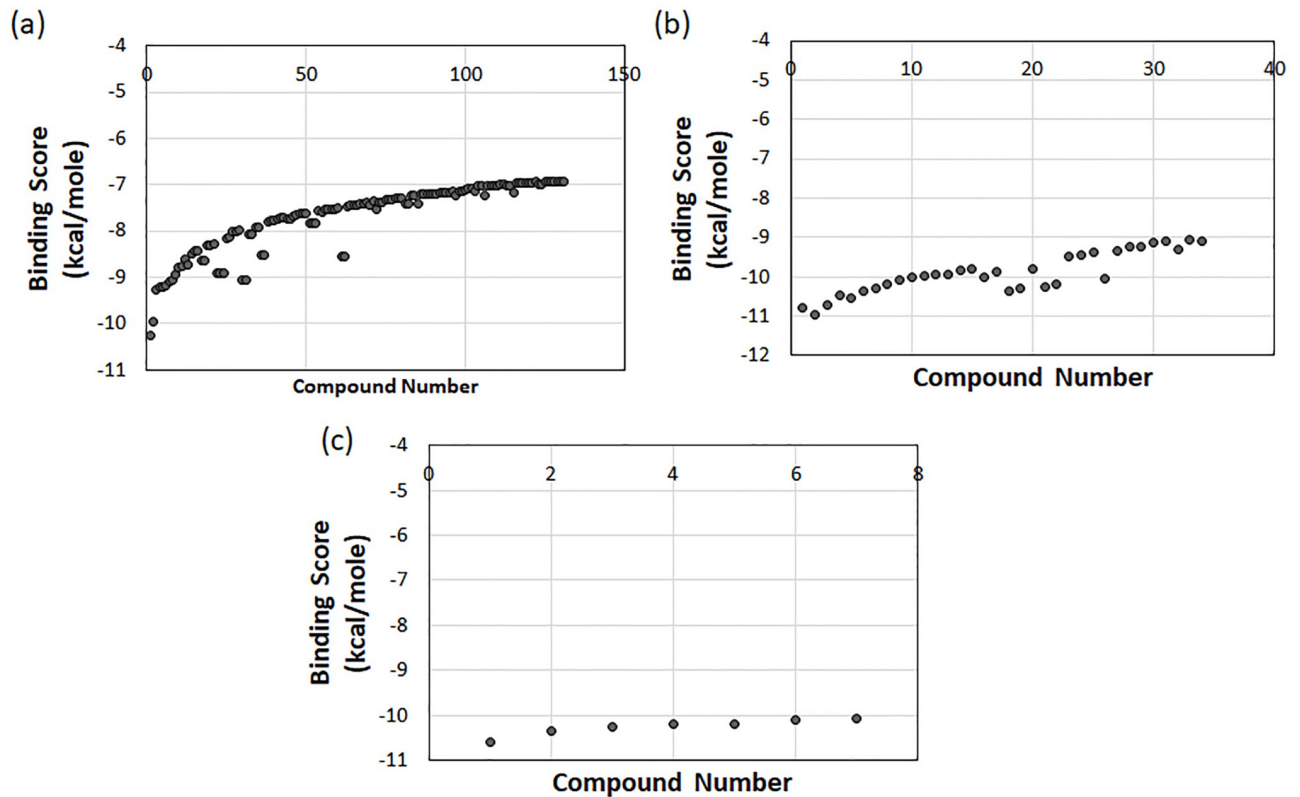 (a)
-4
0 50 100 150
-5
-6
-7
-8
-9
-10
-11
Binding Score
(kcal/mole)
Compound Number
(b)
-4
0 10 20 30 40
-5
-6
-7
-8
-9
-10
-11
-12
Binding Score
(kcal/mole)
Compound Number
(c)
-4
0 2 4 6 8
-5
-6
-7
-8
-9
-10
-11
Binding Score
(kcal/mole)
Compound Number